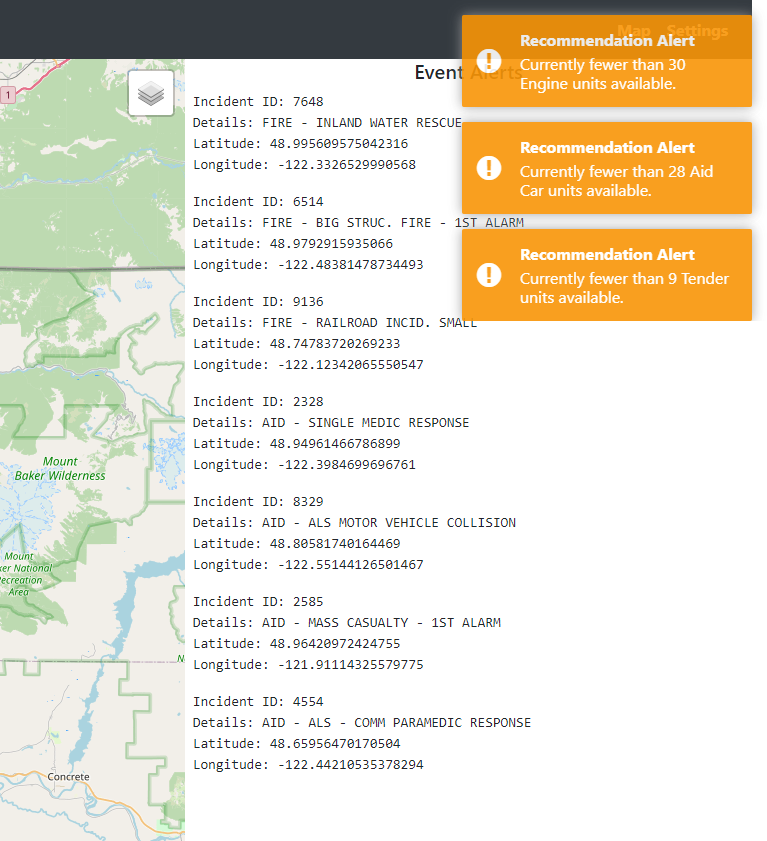 Map Settings
Recommendation Alert
Currently fewer than 30
Engine units available.
Recommendation Alert
Currently fewer than 28 Aid
Car units available.
Recommendation Alert
Currently fewer than 9 Tender
units available.
Event Alerts
Incident ID: 7648
Details: FIRE - INLAND WATER RESCUE
Latitude: 48.995609575042316
Longitude: -122.3326529990568
Incident ID: 6514
Details: FIRE - BIG STRUC. FIRE - 1ST ALARM
Latitude: 48.9792915935066
Longitude: -122.48381478734493
Incident ID: 9136
Details: FIRE - RAILROAD INCID. SMALL
Latitude: 48.74783720269233
Longitude: -122.12342065550547
Incident ID: 2328
Details: AID - SINGLE MEDIC RESPONSE
Latitude: 48.94961466786899
Longitude: -122.3984699696761
Incident ID: 8329
Details: AID - ALS MOTOR VEHICLE COLLISION
Latitude: 48.80581740164469
Longitude: -122.55144126501467
Incident ID: 2585
Details: AID - MASS CASUALTY - 1ST ALARM
Latitude: 48.96420972424755
Longitude: -121.91114325579775
Incident ID: 4554
Details: AID - ALS - COMM PARAMEDIC RESPONSE
Latitude: 48.65956470170504
Longitude: -122.44210535378294
1
Mount
Baker Wilderness
Mount
ker National
Recreation
Area
N
Concrete